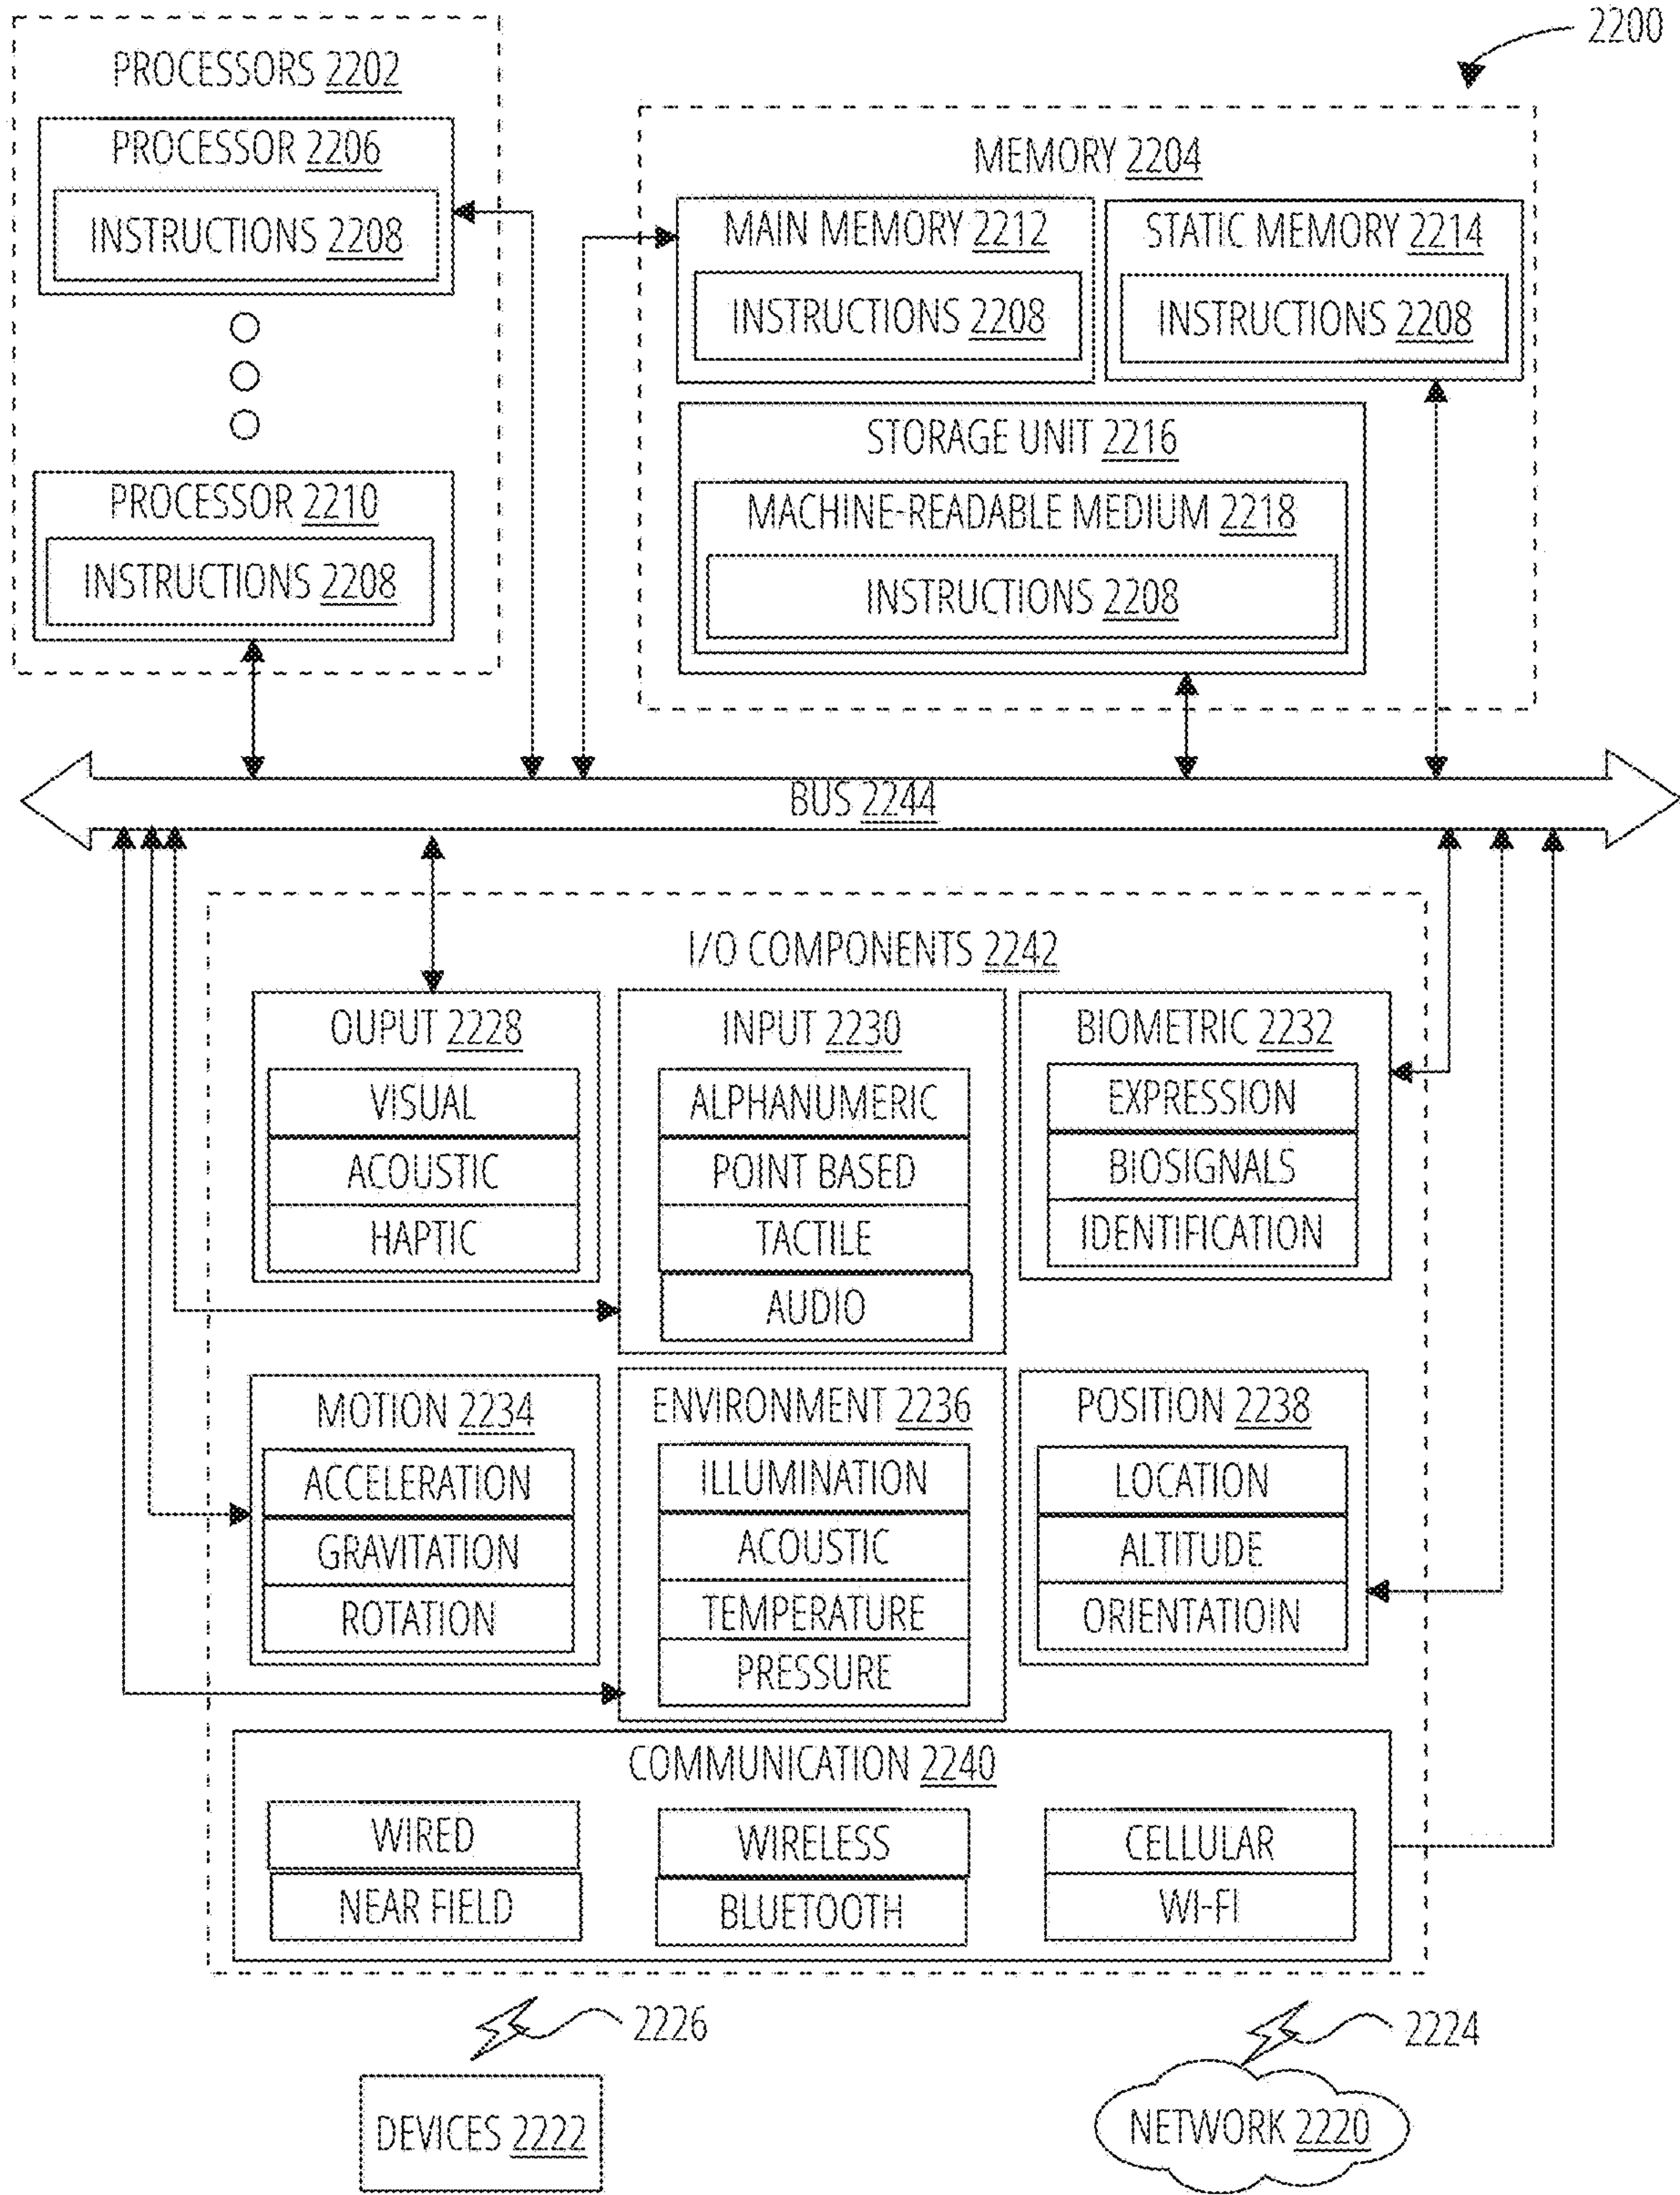 2200
PROCESSORS 2202
PROCESSOR 2206
INSTRUCTIONS 2208
PROCESSOR 2210
INSTRUCTIONS 2208
MEMORY 2204
MAIN MEMORY 2212
INSTRUCTIONS 2208
STATIC MEMORY 2214
INSTRUCTIONS 2208
STORAGE UNIT 2216
MACHINE-READABLE MEDIUM 2218
INSTRUCTIONS 2208
BUS 2244
I/O COMPONENTS 2242
OUPUT 2228
VISUAL
ACOUSTIC
HAPTIC
INPUT 2230
ALPHANUMERIC
POINT BASED
TACTILE
AUDIO
BIOMETRIC 2232
EXPRESSION
BIOSIGNALS
IDENTIFICATION
MOTION 2234
ACCELERATION
GRAVITATION
ROTATION
ENVIRONMENT 2236
ILLUMINATION
ACOUSTIC
TEMPERATURE
PRESSURE
POSITION 2238
LOCATION
ALTITUDE
ORIENTATIOIN
COMMUNICATION 2240
WIRED
NEAR FIELD
WIRELESS
BLUETOOTH
CELLULAR
WI-FI
2226
DEVICES 2222
2224
NETWORK 2220